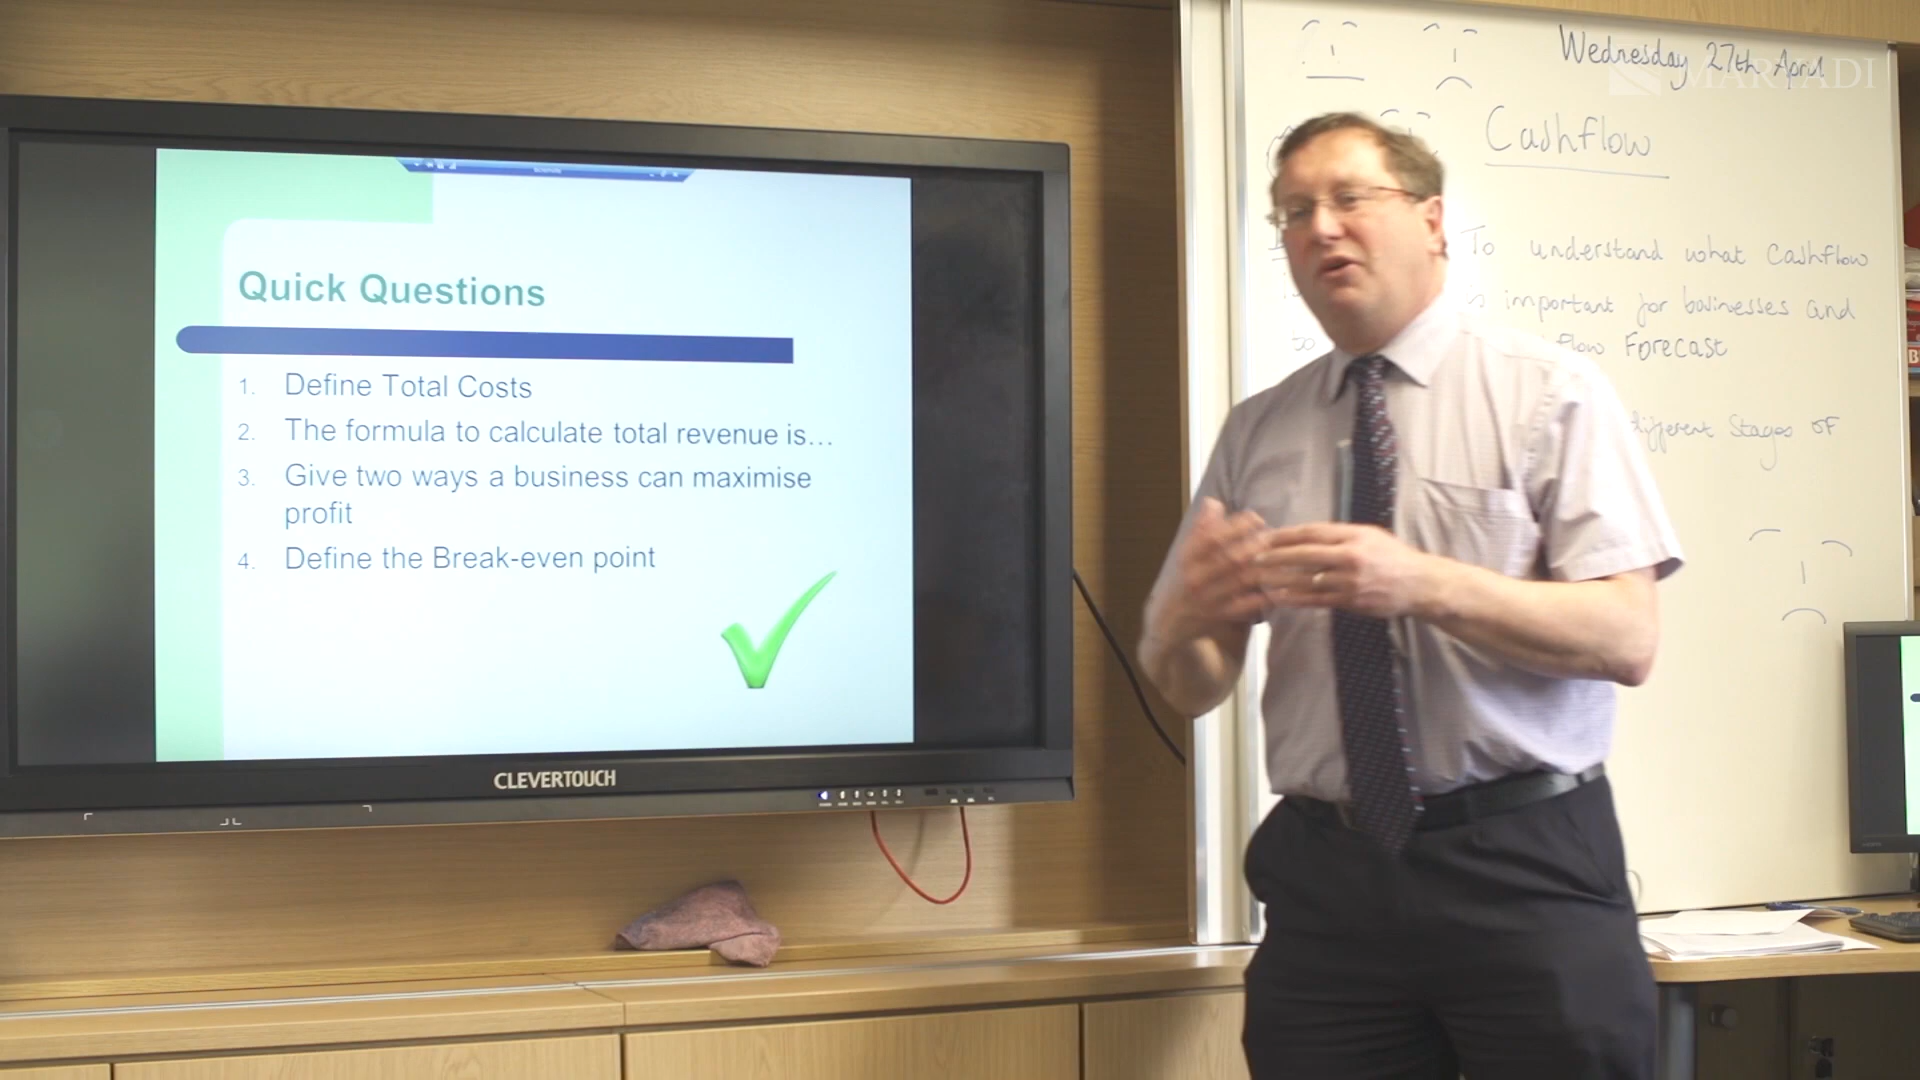 Quick Questions
1. Define Total Costs
2. The formula to calculate total revenue is...
3. Give two ways a business can maximise
profit
4. Define the Break-even point
CLEVERTOUCH
Wednesday 27th April
MARYADI
Cashflow
To understand what Cashflow
important for businesses and
flow Forecast
different Stages of